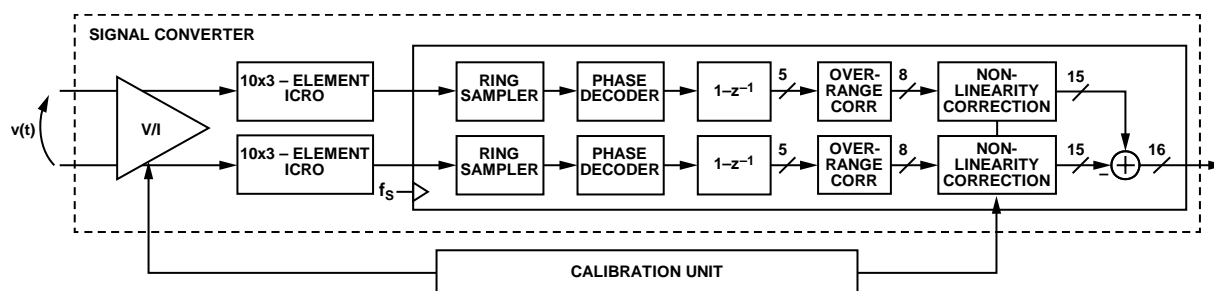 SIGNAL CONVERTER
v(t)
V/I
10x3 – ELEMENT
ICRO
RING
SAMPLER
PHASE
DECODER
1–z⁻¹
5
OVER-
RANGE
CORR
8
NON-
LINEARITY
CORRECTION
15
10x3 – ELEMENT
ICRO
fS
RING
SAMPLER
PHASE
DECODER
1–z⁻¹
5
OVER-
RANGE
CORR
8
NON-
LINEARITY
CORRECTION
15
–
+
16
CALIBRATION UNIT